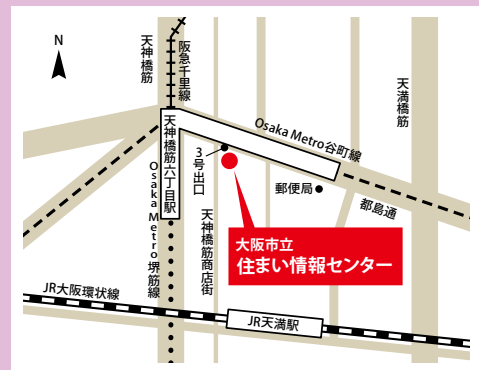 N
天神橋筋
阪急千里線
天満橋筋
Osaka Metro谷町線
天神橋筋六丁目駅
3号出口
郵便局
都島通
Osaka Metro堺筋線
天神橋筋商店街
大阪市立
住まい情報センター
JR大阪環状線
JR天満駅